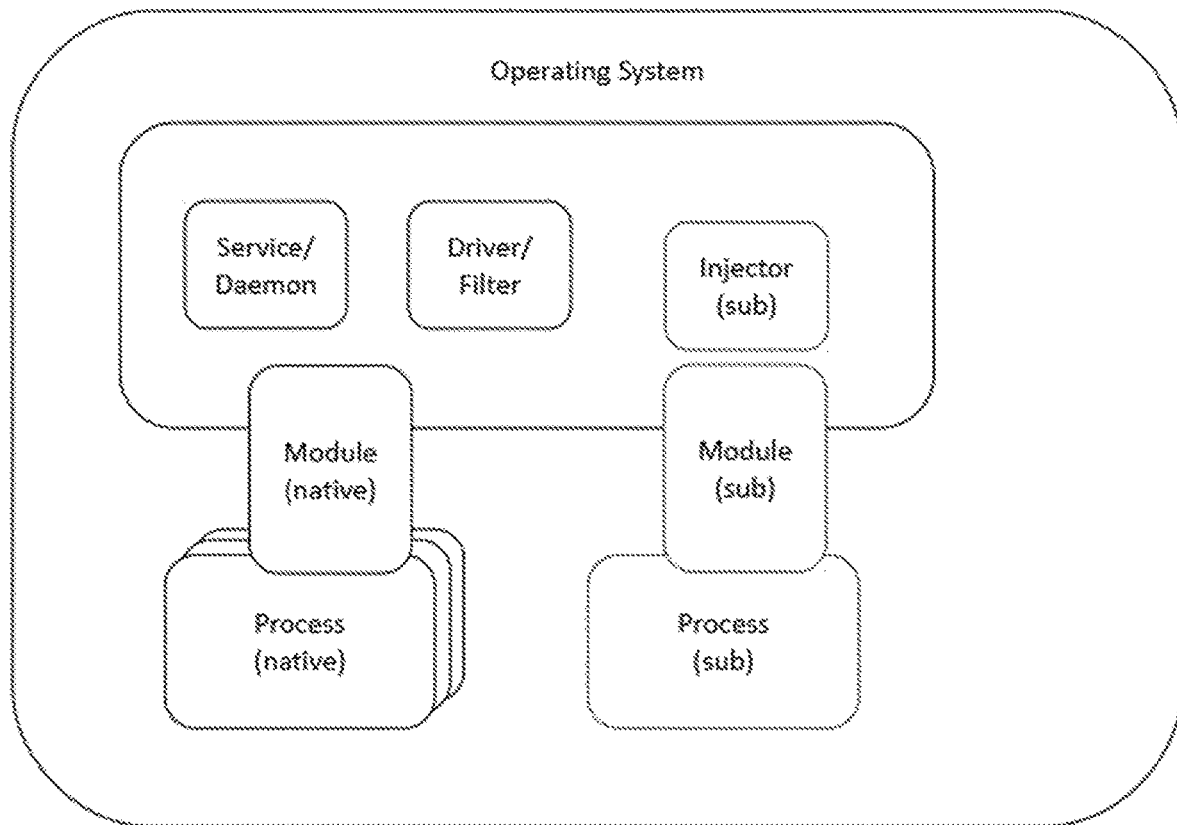 Operating System
Service/
Daemon
Driver/
Filter
Injector
(sub)
Module
(native)
Module
(sub)
Process
(native)
Process
(sub)